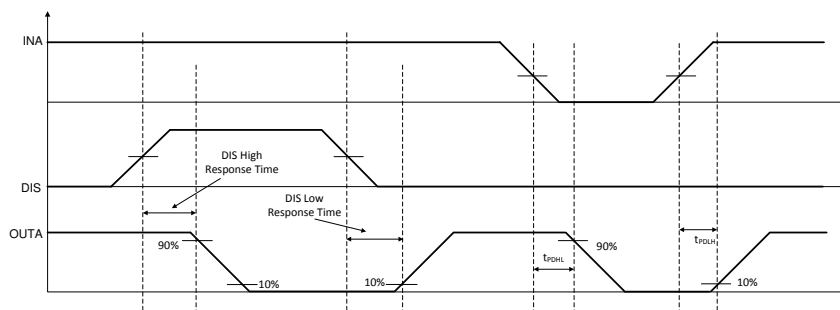 INA
DIS High
Response Time
DIS
DIS Low
Response Time
OUTA
90%
10%
10%
tPDHL
90%
tPDLH
10%